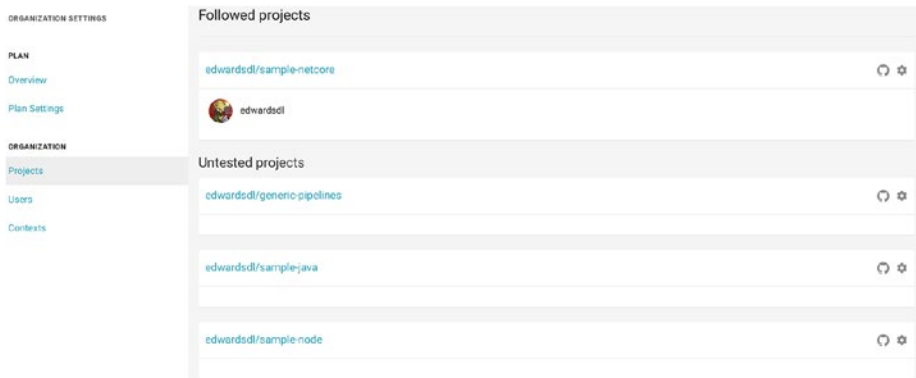 ORGANIZATION SETTINGS
PLAN
Overview
Plan Settings
ORGANIZATION
Projects
Users
Contexts
Followed projects
edwardsdl/sample-netcore
edwardsdl
Untested projects
edwardsdl/generic-pipelines
edwardsdl/sample-java
edwardsdl/sample-node